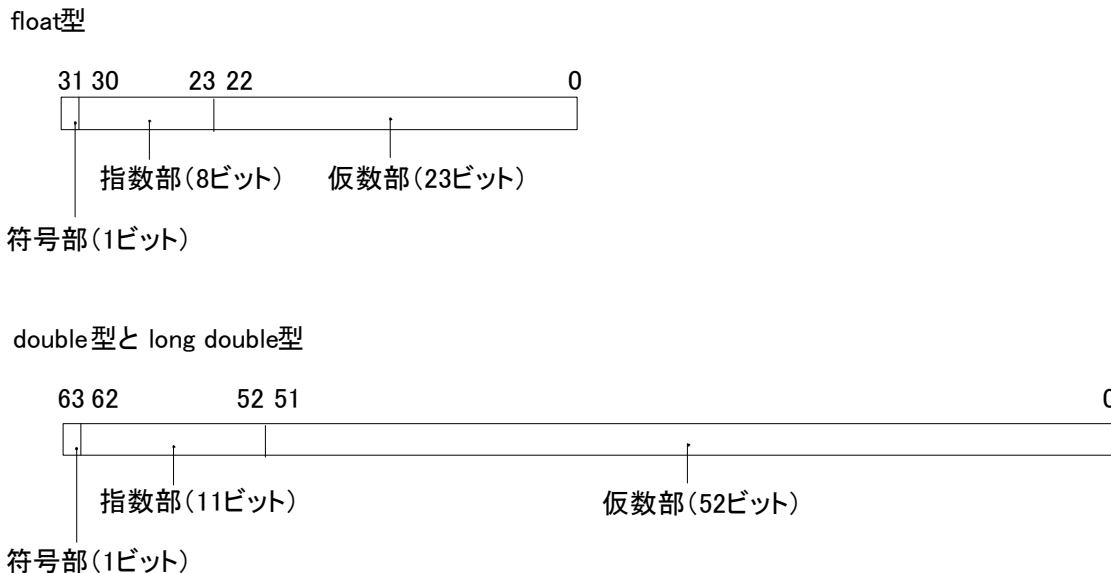 float型
31 30 23 22 0
指数部(8ビット) 仮数部(23ビット)
符号部(1ビット)
double型と long double型
63 62 52 51 0
指数部(11ビット) 仮数部(52ビット)
符号部(1ビット)